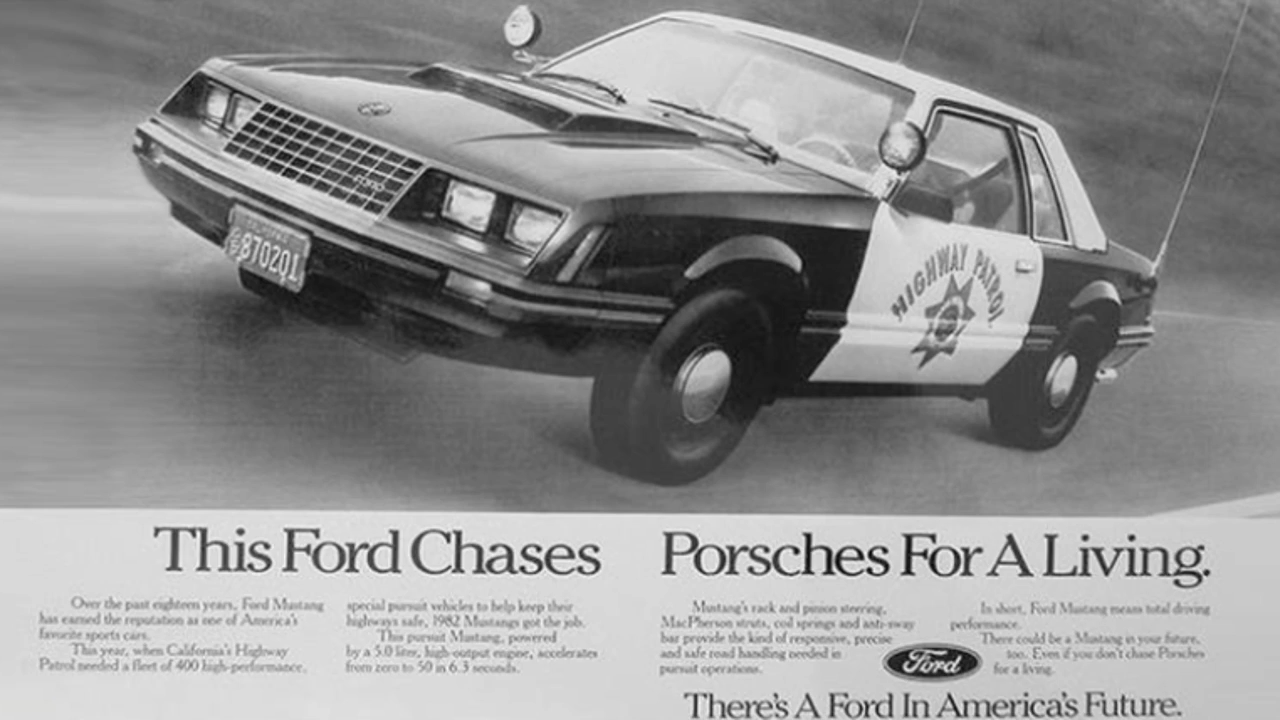 FORD
870201
HIGHWAY PATROL
This Ford Chases Porsches For A Living.
Over the past eighteen years, Ford Mustang
has earned the reputation as one of America's
favorite sports cars.
This year, when California's Highway
Patrol needed a fleet of 400 high-performance,
special pursuit vehicles to help keep their
highways safe, 1982 Mustangs got the job.
This pursuit Mustang, powered
by a 5.0 liter, high-output engine, accelerates
from zero to 50 in 6.3 seconds.
Mustang's rack and pinion steering,
MacPherson struts, coil springs and anti-sway
bar provide the kind of responsive, precise
and safe road handling needed in
pursuit operations.
In short, Ford Mustang means total driving
performance.
There could be a Mustang in your future,
too. Even if you don't chase Porsches
for a living.
Ford
There's A Ford In America's Future.